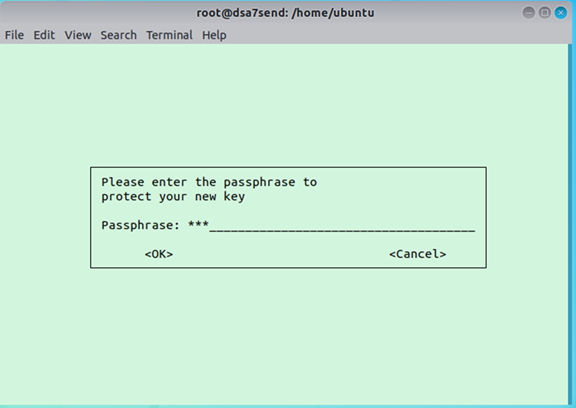 root@dsa7send: /home/ubuntu
File Edit View Search Terminal Help
Please enter the passphrase to
protect your new key
Passphrase: ***_____________________________________
<OK> <Cancel>